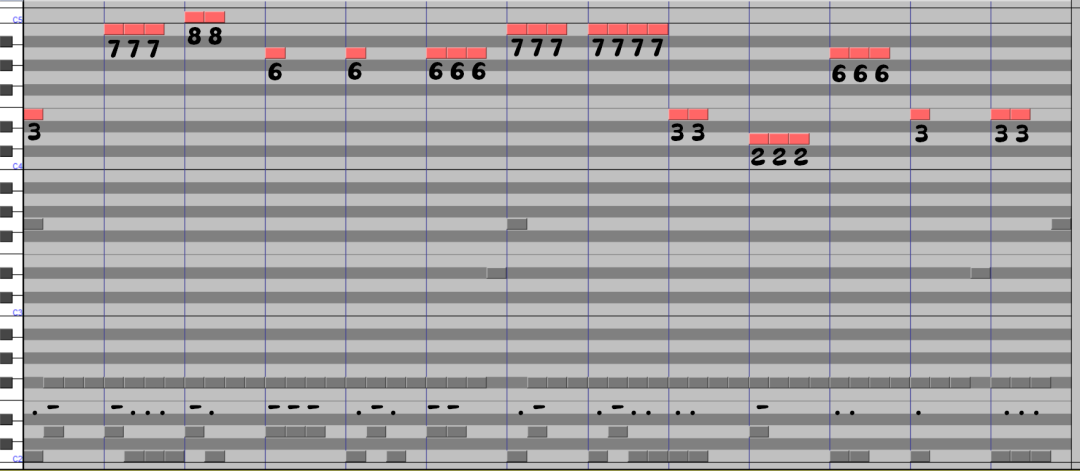 C5
3 777 88 6 6 666 777 7777 33 222 666 3 33
C4
C3
.- -... -. --- .-. -- .- .-.. .. - .. . ...
C2